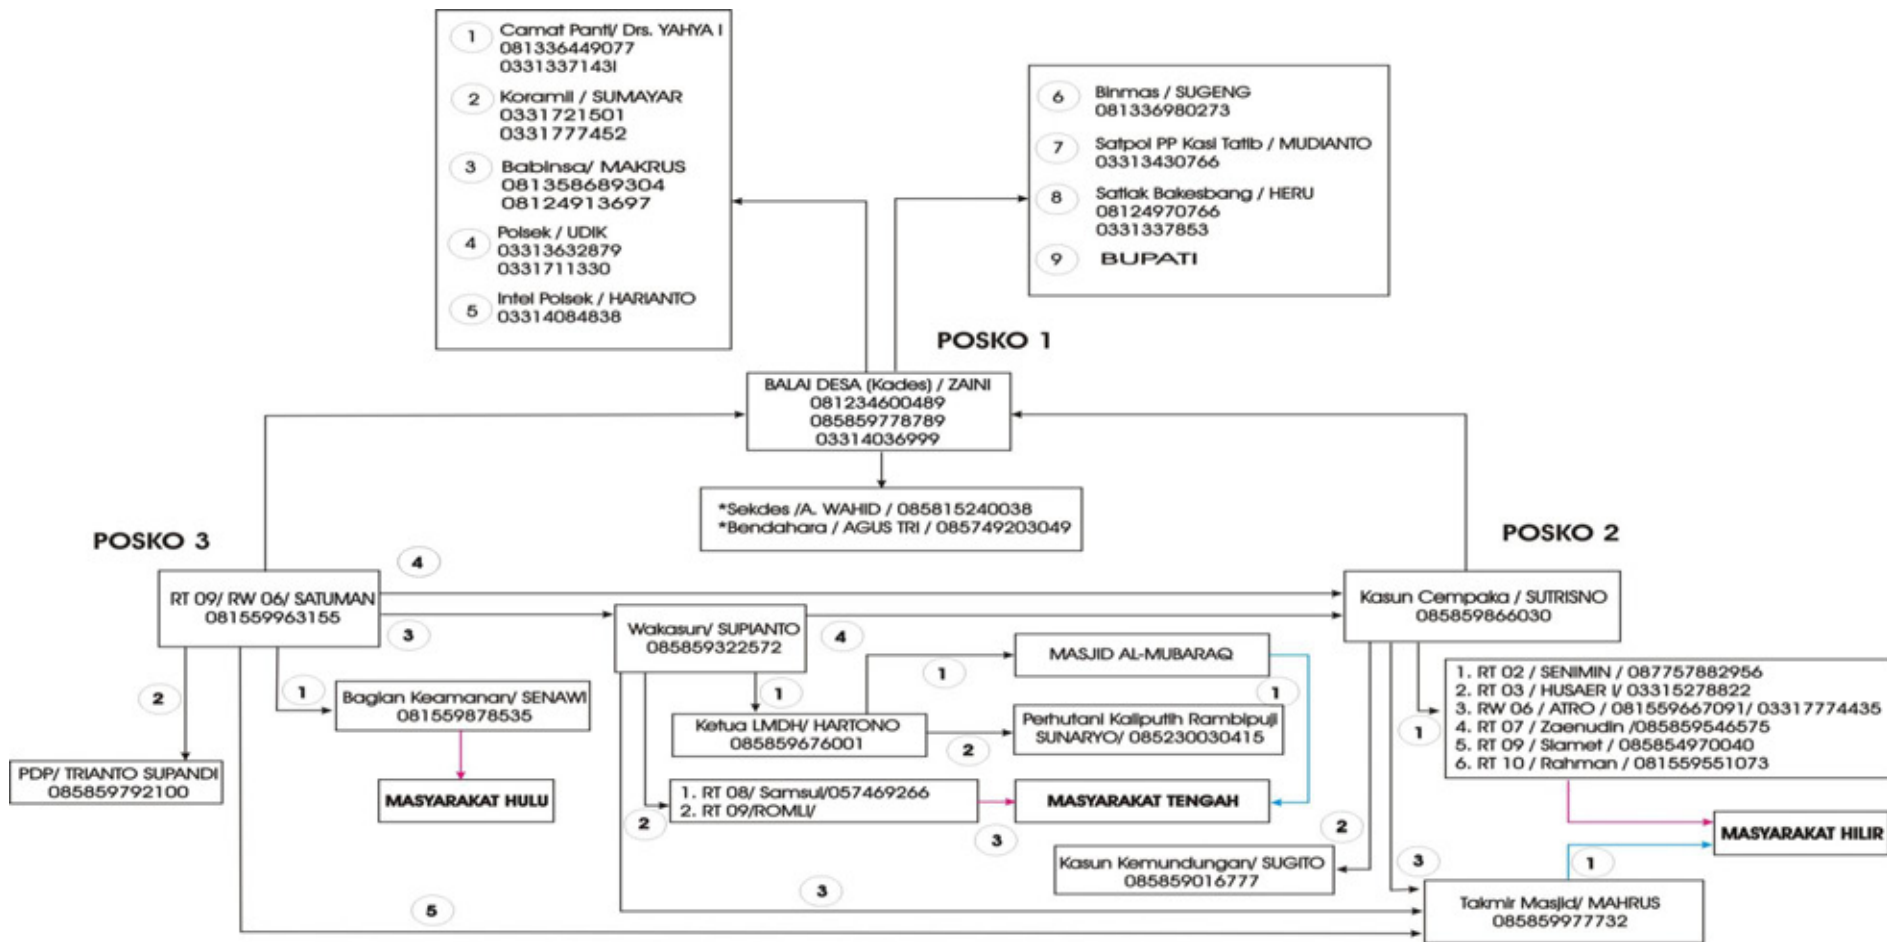 1 Camat Panti/ Drs. YAHYA I
081336449077
0331337143I
2 Koramil / SUMAYAR
0331721501
0331777452
3 Babinsa/ MAKRUS
081358689304
08124913697
4 Polsek / UDIK
03313632879
0331711330
5 Intel Polsek / HARIANTO
03314084838
6 Binmas / SUGENG
081336980273
7 Satpol PP Kasi Tatib / MUDIANTO
03313430766
8 Satlak Bakesbang / HERU
08124970766
0331337853
9 BUPATI
POSKO 1
BALAI DESA (Kades) / ZAINI
081234600489
085859778789
03314036999
*Sekdes /A. WAHID / 085815240038
*Bendahara / AGUS TRI / 085749203049
POSKO 3
RT 09/ RW 06/ SATUMAN
081559963155
4
3
2
1
5
PDP/ TRIANTO SUPANDI
085859792100
Bagian Keamanan/ SENAWI
081559878535
MASYARAKAT HULU
Wakasun/ SUPIANTO
085859322572
4
1
2
3
Ketua LMDH/ HARTONO
085859676001
1
2
MASJID AL-MUBARAQ
1
Perhutani Kaliputih Rambipuji
SUNARYO/ 085230030415
1. RT 08/ Samsul/057469266
2. RT 09/ROMLI/
3
MASYARAKAT TENGAH
POSKO 2
Kasun Cempaka / SUTRISNO
085859866030
1
2
3
1. RT 02 / SENIMIN / 0877757882956
2. RT 03 / HUSAER I/ 03315278822
3. RW 06 / ATRO / 081559667091/ 03317774435
4. RT 07 / Zaenudin /085859546575
5. RT 09 / Slamet / 085854970040
6. RT 10 / Rahman / 081559551073
MASYARAKAT HILIR
1
Kasun Kemundungan/ SUGITO
085859016777
Takmir Masjid/ MAHRUS
085859977732